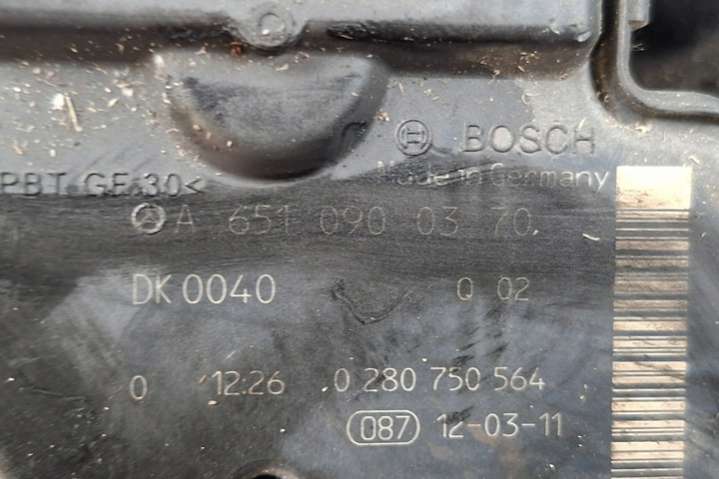 BOSCH
PBT GF 30<
Made in Germany
A 651 090 03 70
DK 0040 Q 02
0 12:26 0 280 750 564
087 12-03-11